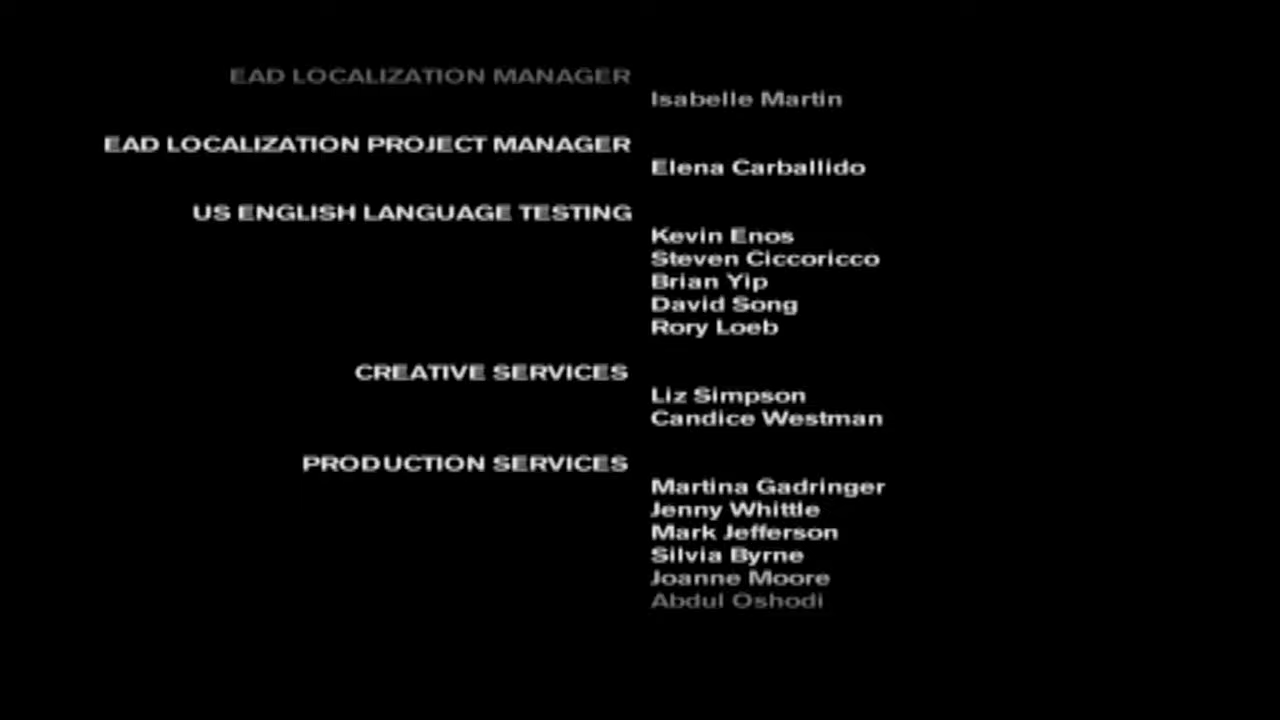 EAD LOCALIZATION MANAGER
Isabelle Martin
EAD LOCALIZATION PROJECT MANAGER
Elena Carballido
US ENGLISH LANGUAGE TESTING
Kevin Enos
Steven Ciccoricco
Brian Yip
David Song
Rory Loeb
CREATIVE SERVICES
Liz Simpson
Candice Westman
PRODUCTION SERVICES
Martina Gadringer
Jenny Whittle
Mark Jefferson
Silvia Byrne
Joanne Moore
Abdul Oshodi